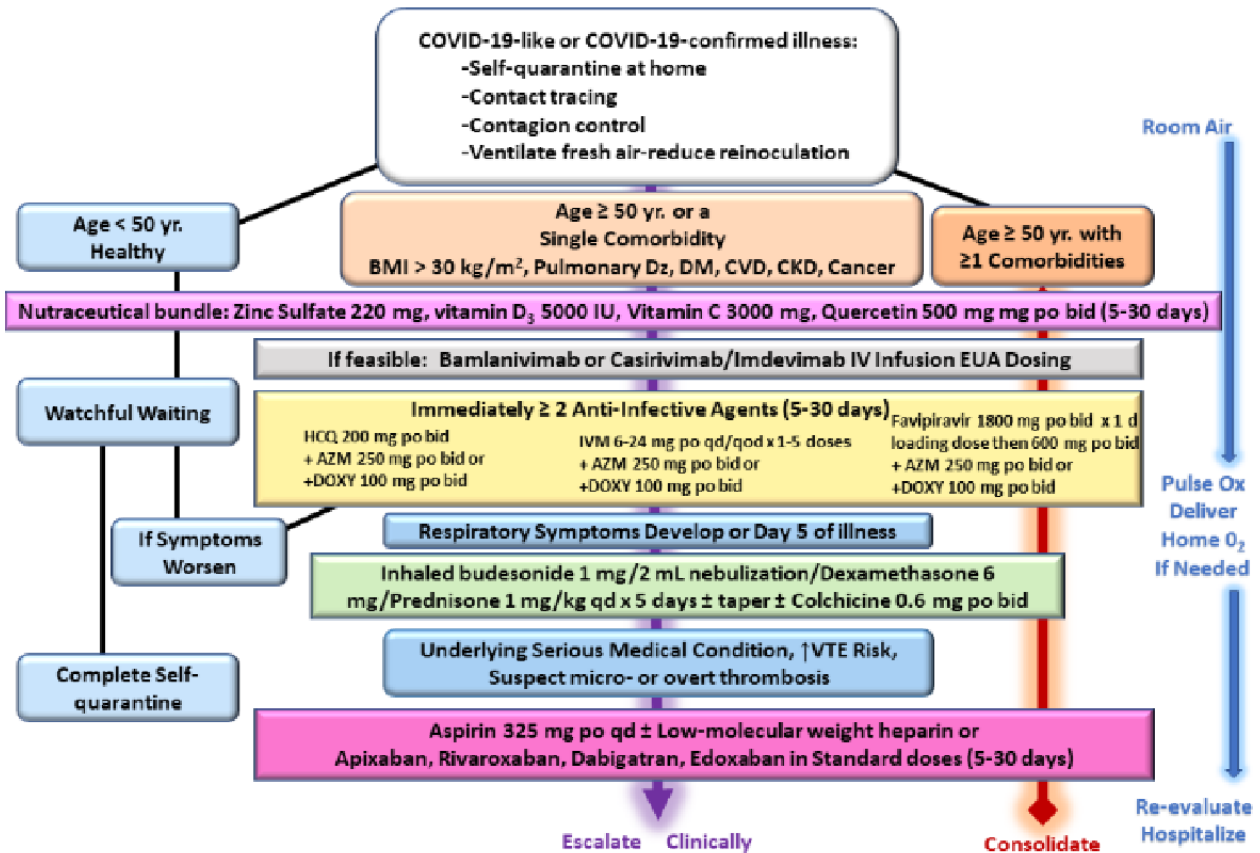 COVID-19-like or COVID-19-confirmed illness:
-Self-quarantine at home
-Contact tracing
-Contagion control
-Ventilate fresh air-reduce reinoculation
Room Air
Age < 50 yr.
Healthy
Age ≥ 50 yr. or a
Single Comorbidity
BMI > 30 kg/m², Pulmonary Dz, DM, CVD, CKD, Cancer
Age ≥ 50 yr. with
≥1 Comorbidities
Nutraceutical bundle: Zinc Sulfate 220 mg, vitamin D₃ 5000 IU, Vitamin C 3000 mg, Quercetin 500 mg mg po bid (5-30 days)
If feasible: Bamlanivimab or Casirivimab/Imdevimab IV Infusion EUA Dosing
Watchful Waiting
Immediately ≥ 2 Anti-Infective Agents (5-30 days)
HCQ 200 mg po bid
+ AZM 250 mg po bid or
+DOXY 100 mg po bid
IVM 6-24 mg po qd/qod x 1-5 doses
+ AZM 250 mg po bid or
+DOXY 100 mg po bid
Favipiravir 1800 mg po bid x 1 d
loading dose then 600 mg po bid
+ AZM 250 mg po bid or
+DOXY 100 mg po bid
Pulse Ox
Deliver
Home 0₂
If Needed
If Symptoms
Worsen
Respiratory Symptoms Develop or Day 5 of illness
Inhaled budesonide 1 mg/2 mL nebulization/Dexamethasone 6
mg/Prednisone 1 mg/kg qd x 5 days ± taper ± Colchicine 0.6 mg po bid
Underlying Serious Medical Condition, ↑VTE Risk,
Suspect micro- or overt thrombosis
Complete Self-
quarantine
Aspirin 325 mg po qd ± Low-molecular weight heparin or
Apixaban, Rivaroxaban, Dabigatran, Edoxaban in Standard doses (5-30 days)
Escalate Clinically
Consolidate
Re-evaluate
Hospitalize